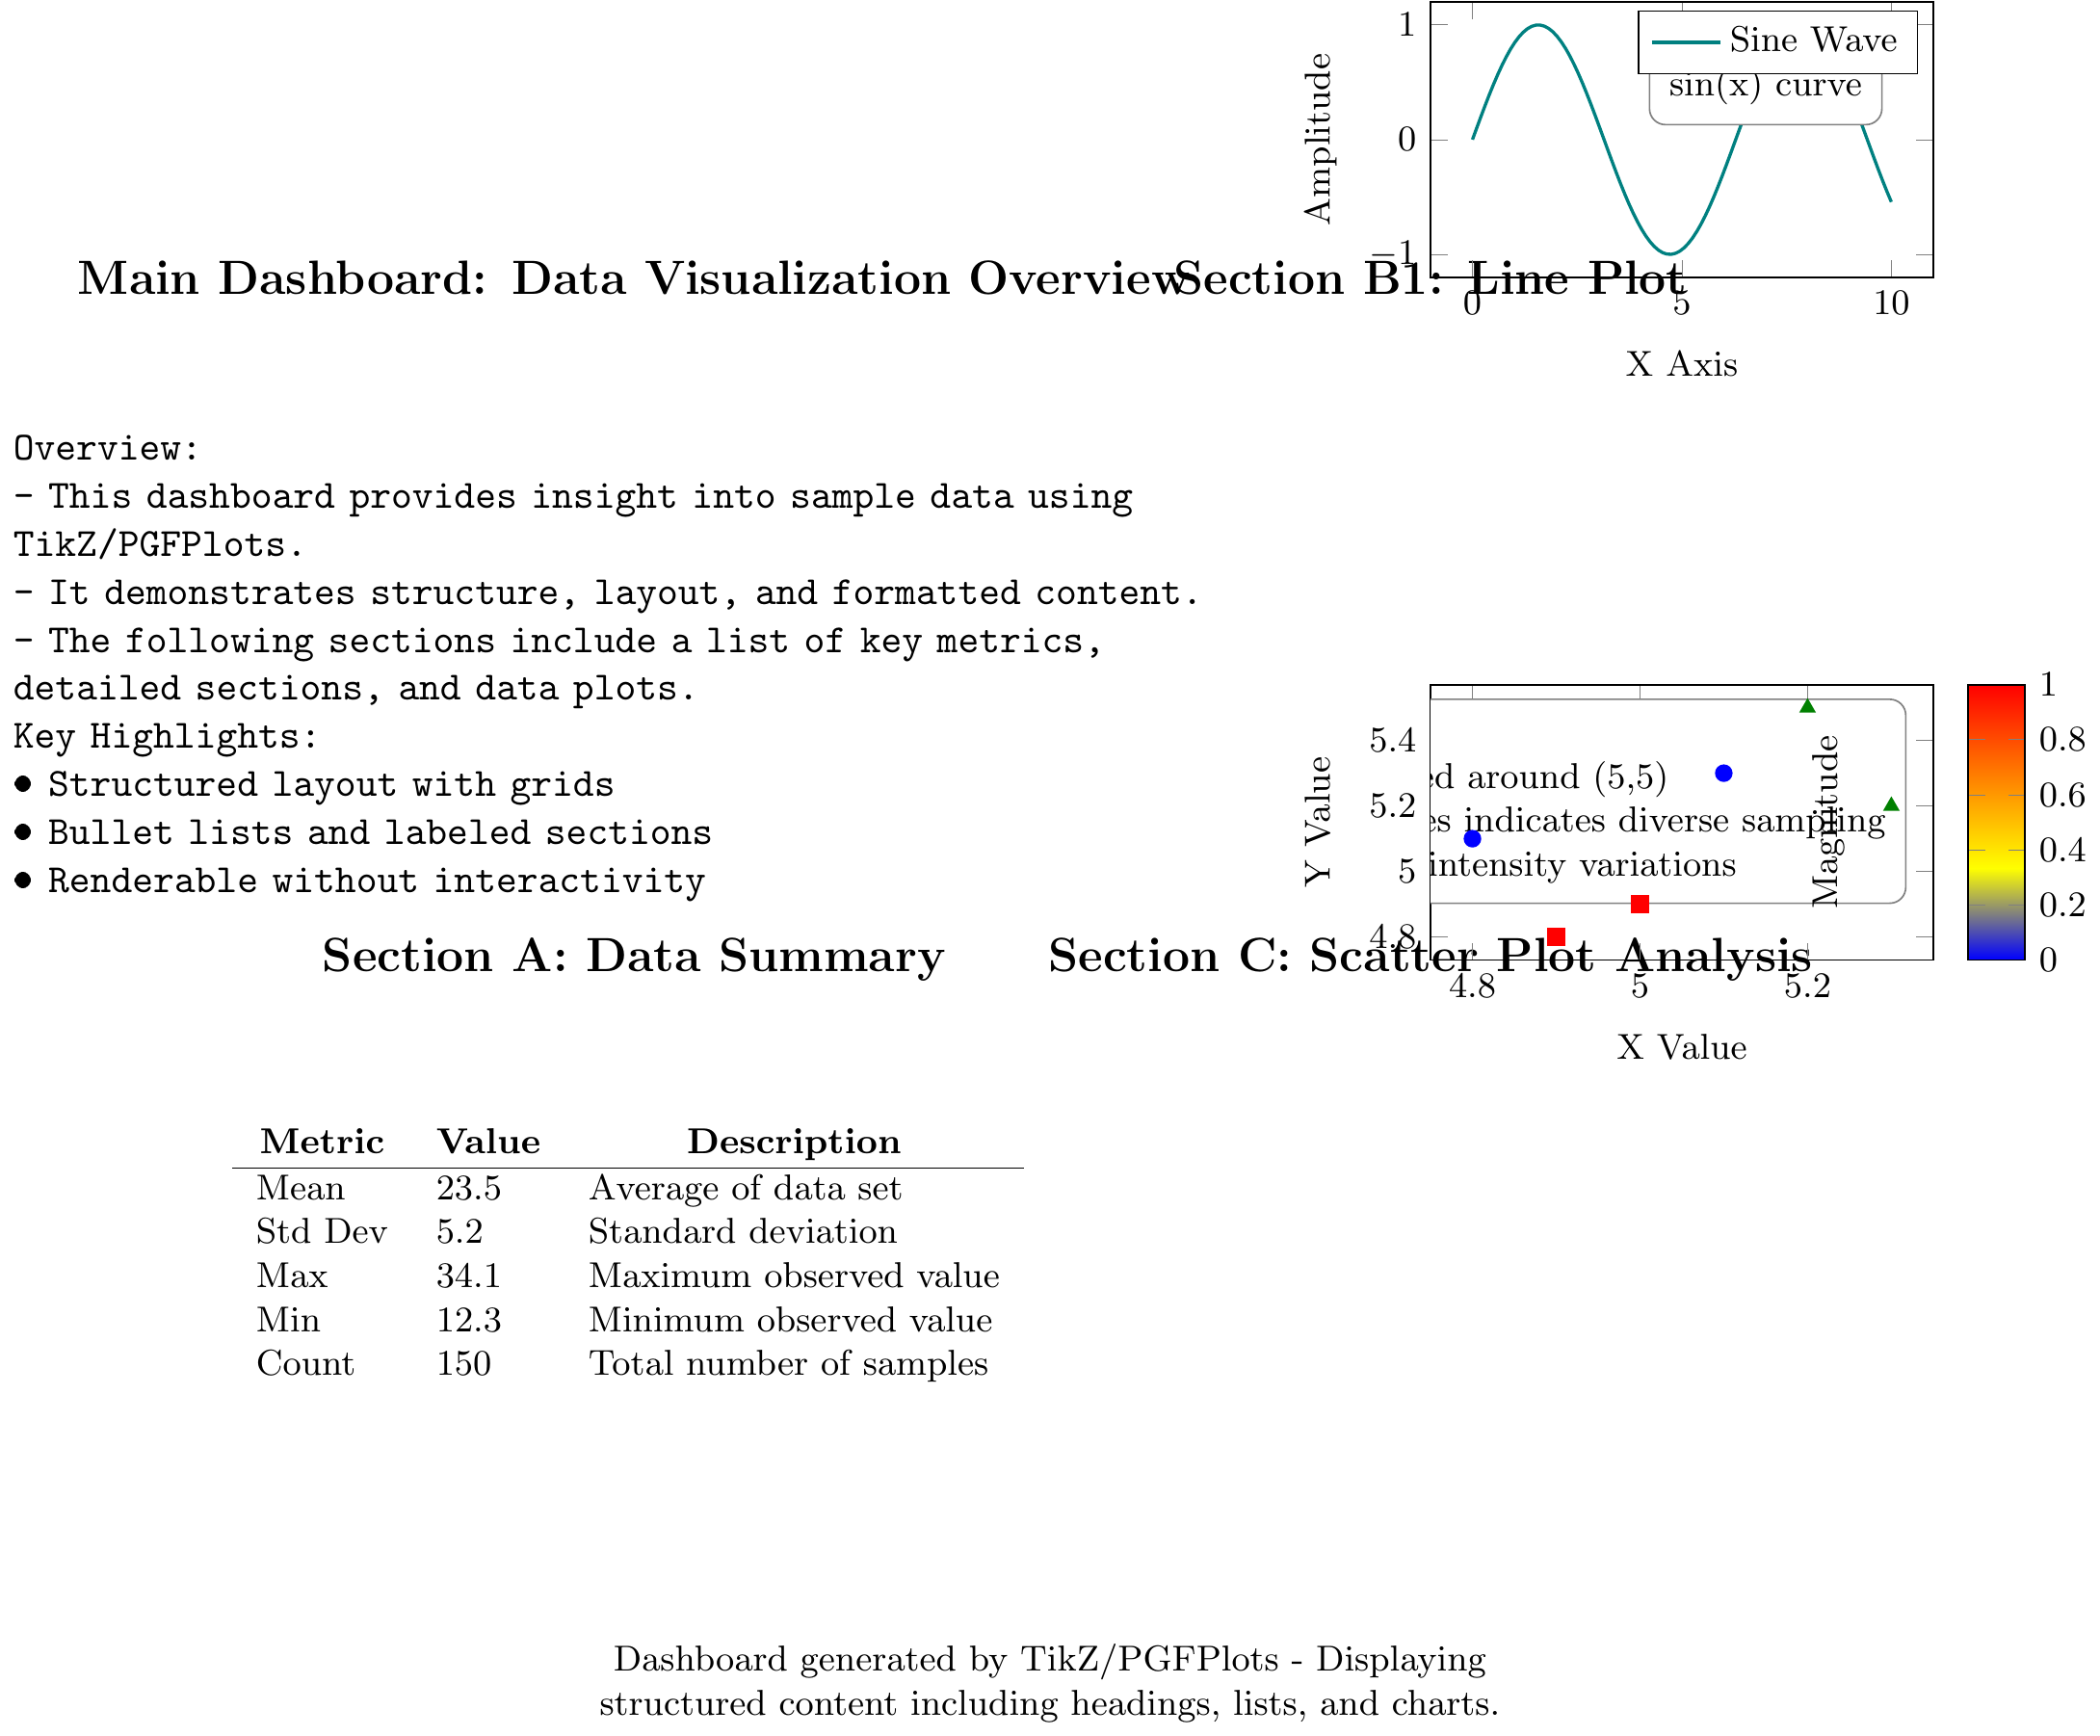 1
Sine Wave
sin(x) curve
Amplitude
0
−1
0
5
10
X Axis
Main Dashboard: Data Visualization Overview
Section B1: Line Plot
Overview:
- This dashboard provides insight into sample data using
TikZ/PGFPlots.
- It demonstrates structure, layout, and formatted content.
- The following sections include a list of key metrics,
detailed sections, and data plots.
Key Highlights:
● Structured layout with grids
● Bullet lists and labeled sections
● Renderable without interactivity
5.4
5.2
5
4.8
Y Value
around (5,5)
indicates diverse sampling
intensity variations
Magnitude
1
0.8
0.6
0.4
0.2
0
4.8
5
5.2
X Value
Section A: Data Summary
Section C: Scatter Plot Analysis
Metric Value Description
Mean 23.5 Average of data set
Std Dev 5.2 Standard deviation
Max 34.1 Maximum observed value
Min 12.3 Minimum observed value
Count 150 Total number of samples
Dashboard generated by TikZ/PGFPlots - Displaying
structured content including headings, lists, and charts.